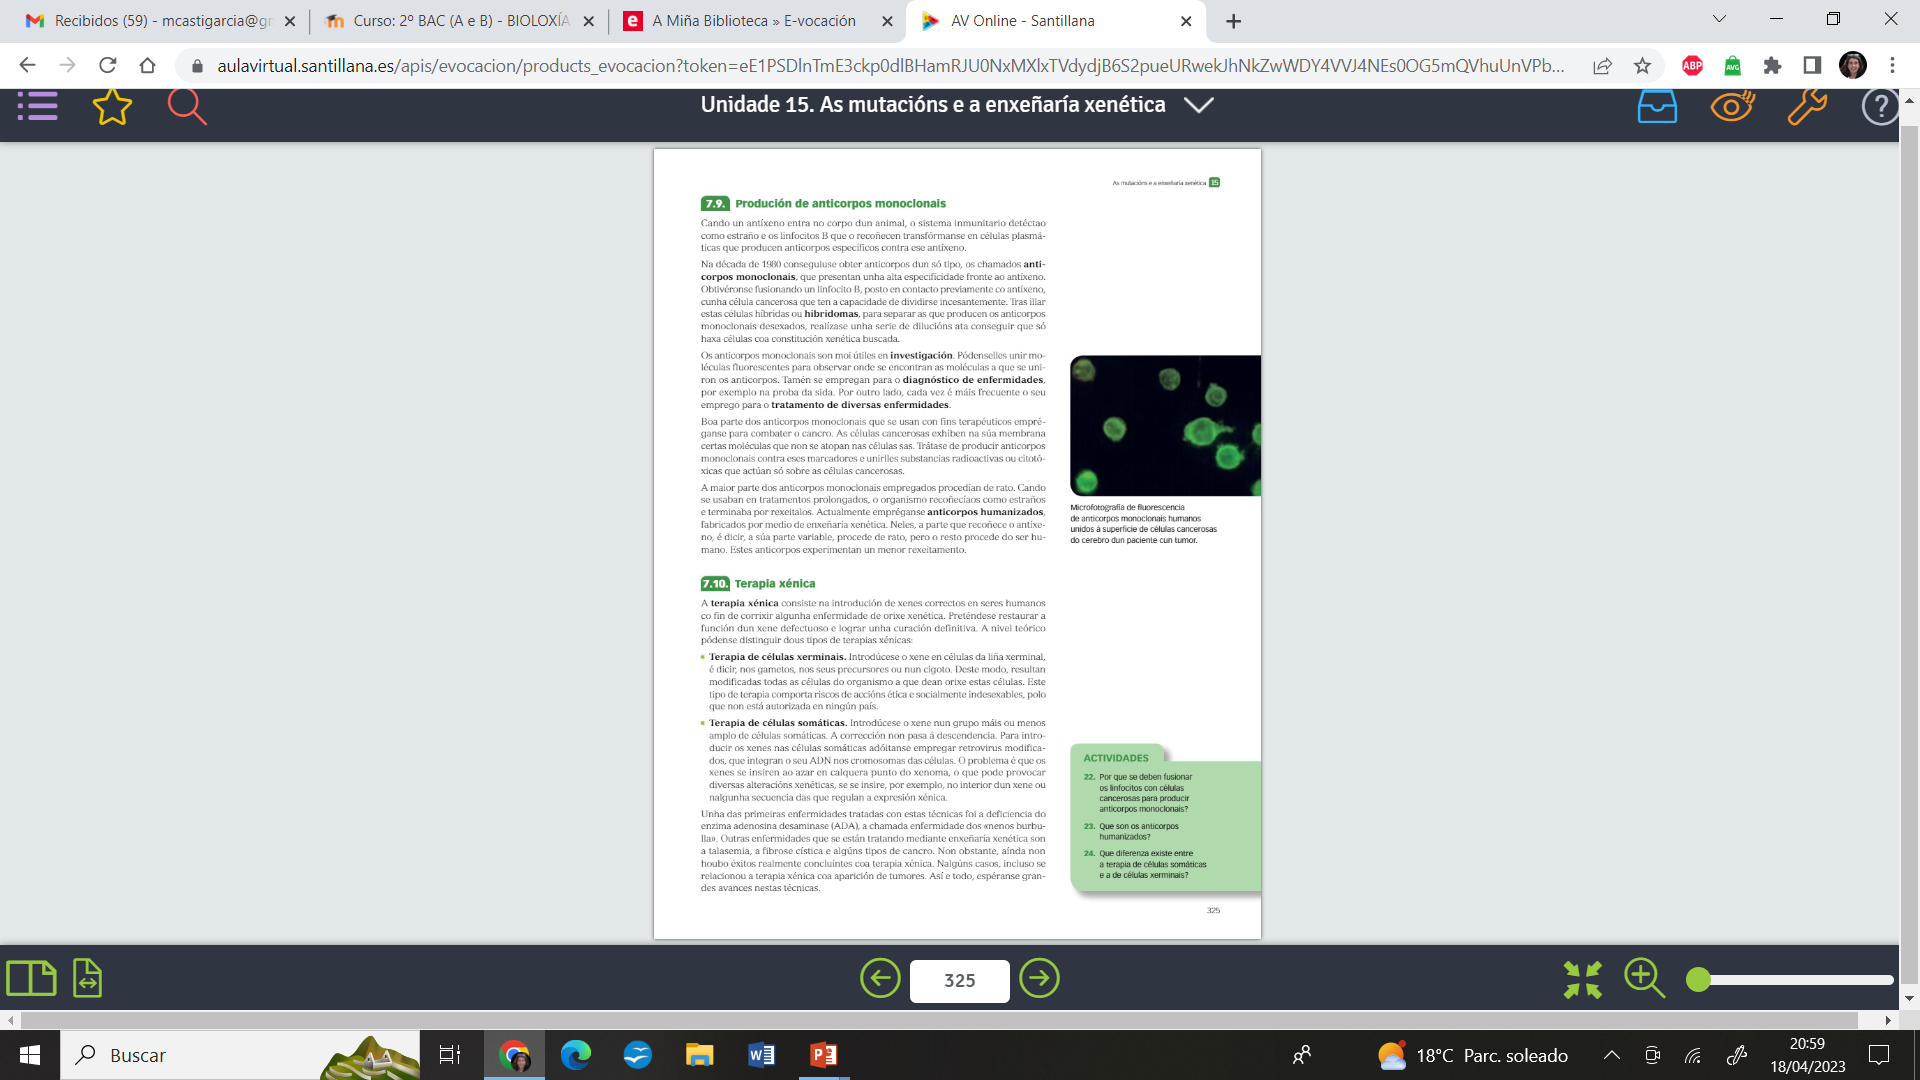 Recibidos (59) - mcastigarcia@gm
Curso: 2º BAC (A e B) - BIOLOXÍA
A Miña Biblioteca » E-vocación
AV Online - Santillana
aulavirtual.santillana.es/apis/evocacion/products_evocacion?token=eE1PSDlnTmE3ckp0dlBHamRJU0NxMXlxTVdydjB6S2pueURwekJhNkZwWDY4VVJ4NEs0OG5mQVhuUnVPb...
Unidade 15. As mutacións e a enxeñaría xenética
As mutacións e a enxeñaría xenética 15
7.9. Produción de anticorpos monoclonais
Cando un antíxeno entra no corpo dun animal, o sistema inmunitario detéctao
como estraño e os linfocitos B que o recoñecen transfórmanse en células plasmá-
ticas que producen anticorpos específicos contra ese antíxeno.
Na década de 1980 conseguiuse obter anticorpos dun só tipo, os chamados anti-
corpos monoclonais, que presentan unha alta especificidade fronte ao antíxeno.
Obtivéronse fusionando un linfocito B, posto en contacto previamente co antíxeno,
cunha célula cancerosa que ten a capacidade de dividirse incesantemente. Tras illar
estas células híbridas ou hibridomas, para separar as que producen os anticorpos
monoclonais desexados, realízase unha serie de dilucións ata conseguir que só
haxa células coa constitución xenética buscada.
Os anticorpos monoclonais son moi útiles en investigación. Pódenselles unir mo-
léculas fluorescentes para observar onde se encontran as moléculas a que se uni-
ron os anticorpos. Tamén se empregan para o diagnóstico de enfermidades,
por exemplo na proba da sida. Por outro lado, cada vez é máis frecuente o seu
emprego para o tratamento de diversas enfermidades.
Boa parte dos anticorpos monoclonais que se usan con fins terapéuticos empré-
ganse para combater o cancro. As células cancerosas exhiben na súa membrana
certas moléculas que non se atopan nas células sas. Trátase de producir anticorpos
monoclonais contra eses marcadores e unirlles substancias radioactivas ou citotó-
xicas que actúan só sobre as células cancerosas.
A maior parte dos anticorpos monoclonais empregados procedían de rato. Cando
se usaban en tratamentos prolongados, o organismo recoñecíaos como estraños
e terminaba por rexeitalos. Actualmente empréganse anticorpos humanizados,
fabricados por medio de enxeñaría xenética. Neles, a parte que recoñece o antíxe-
no, é dicir, a súa parte variable, procede de rato, pero o resto procede do ser hu-
mano. Estes anticorpos experimentan un menor rexeitamento.
Microfotografía de fluorescencia
de anticorpos monoclonais humanos
unidos á superficie de células cancerosas
do cerebro dun paciente cun tumor.
7.10. Terapia xénica
A terapia xénica consiste na introdución de xenes correctos en seres humanos
co fin de corrixir algunha enfermidade de orixe xenética. Preténdese restaurar a
función dun xene defectuoso e lograr unha curación definitiva. A nivel teórico
pódense distinguir dous tipos de terapias xénicas:
Terapia de células xerminais. Introdúcese o xene en células da liña xerminal,
é dicir, nos gametos, nos seus precursores ou nun cigoto. Deste modo, resultan
modificadas todas as células do organismo a que dean orixe estas células. Este
tipo de terapia comporta riscos de accións ética e socialmente indesexables, polo
que non está autorizada en ningún país.
Terapia de células somáticas. Introdúcese o xene nun grupo máis ou menos
amplo de células somáticas. A corrección non pasa á descendencia. Para intro-
ducir os xenes nas células somáticas adóitanse empregar retrovirus modifica-
dos, que integran o seu ADN nos cromosomas das células. O problema é que os
xenes se insiren ao azar en calquera punto do xenoma, o que pode provocar
diversas alteracións xenéticas, se se insire, por exemplo, no interior dun xene ou
nalgunha secuencia das que regulan a expresión xénica.
Unha das primeiras enfermidades tratadas con estas técnicas foi a deficiencia do
enzima adenosina desaminase (ADA), a chamada enfermidade dos «nenos burbu-
lla». Outras enfermidades que se están tratando mediante enxeñaría xenética son
a talasemia, a fibrose cística e algúns tipos de cancro. Non obstante, aínda non
houbo éxitos realmente concluíntes coa terapia xénica. Nalgúns casos, incluso se
relacionou a terapia xénica coa aparición de tumores. Así e todo, espéranse gran-
des avances nestas técnicas.
ACTIVIDADES
22. Por que se deben fusionar
os linfocitos con células
cancerosas para producir
anticorpos monoclonais?
23. Que son os anticorpos
humanizados?
24. Que diferenza existe entre
a terapia de células somáticas
e a de células xerminais?
325
325
Buscar
18°C Parc. soleado
20:59
18/04/2023